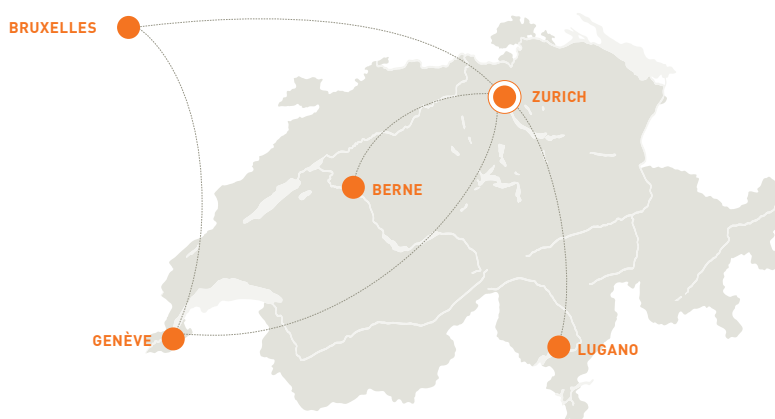 BRUXELLES
ZURICH
BERNE
GENÈVE
LUGANO